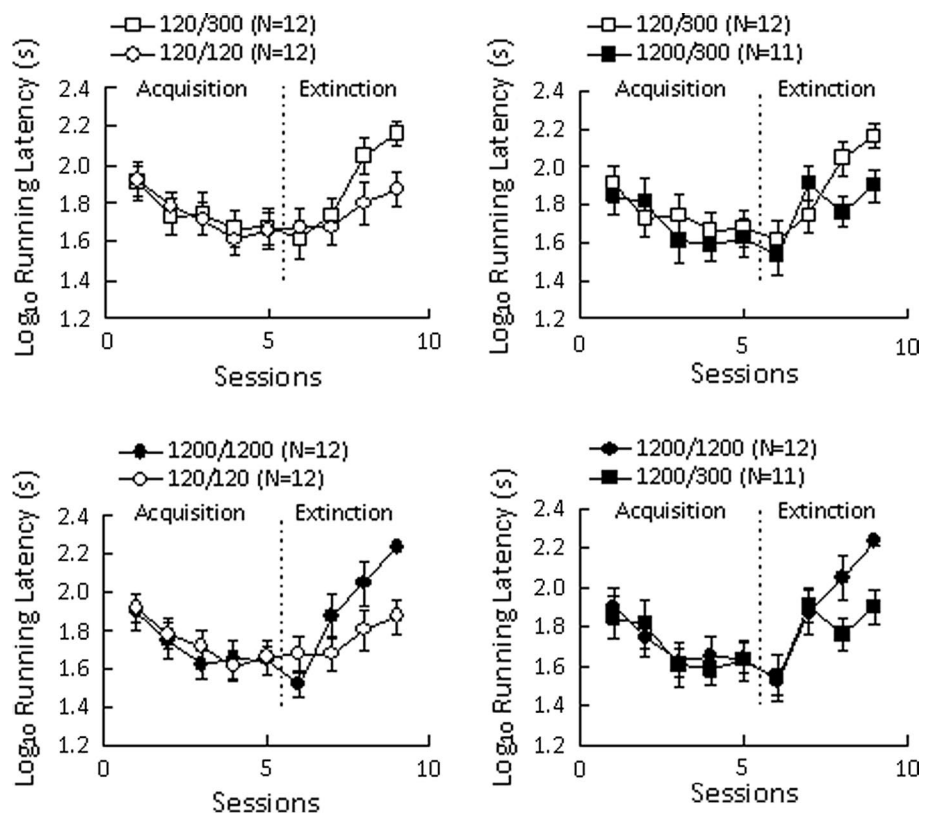 120/300 (N=12)
120/120 (N=12)
Log₁₀ Running Latency (s)
Acquisition Extinction
2.4
2.2
2.0
1.8
1.6
1.4
1.2
0 5 10
Sessions
120/300 (N=12)
1200/300 (N=11)
Log₁₀ Running Latency (s)
Acquisition Extinction
2.4
2.2
2.0
1.8
1.6
1.4
1.2
0 5 10
Sessions
1200/1200 (N=12)
120/120 (N=12)
Log₁₀ Running Latency (s)
Acquisition Extinction
2.4
2.2
2.0
1.8
1.6
1.4
1.2
0 5 10
Sessions
1200/1200 (N=12)
1200/300 (N=11)
Log₁₀ Running Latency (s)
Acquisition Extinction
2.4
2.2
2.0
1.8
1.6
1.4
1.2
0 5 10
Sessions